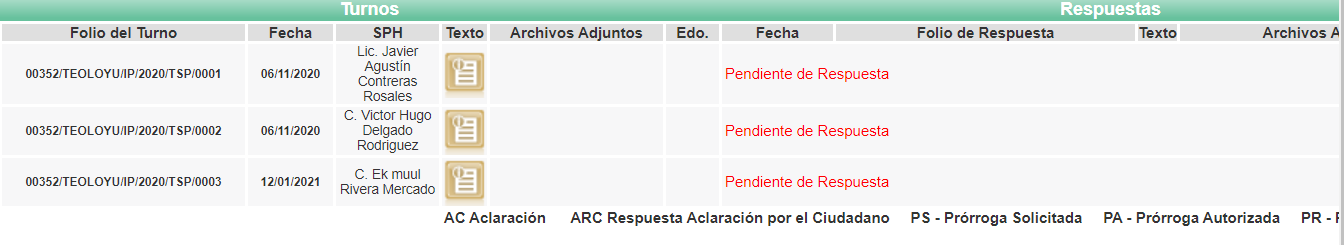 Turnos Respuestas
Folio del Turno Fecha SPH Texto Archivos Adjuntos Edo. Fecha Folio de Respuesta Texto Archivos A
00352/TEOLOYU/IP/2020/TSP/0001 06/11/2020 Lic. Javier
Agustín
Contreras
Rosales
Pendiente de Respuesta
00352/TEOLOYU/IP/2020/TSP/0002 06/11/2020 C. Victor Hugo
Delgado
Rodriguez
Pendiente de Respuesta
00352/TEOLOYU/IP/2020/TSP/0003 12/01/2021 C. Ek muul
Rivera Mercado
Pendiente de Respuesta
AC Aclaración ARC Respuesta Aclaración por el Ciudadano PS - Prórroga Solicitada PA - Prórroga Autorizada PR -